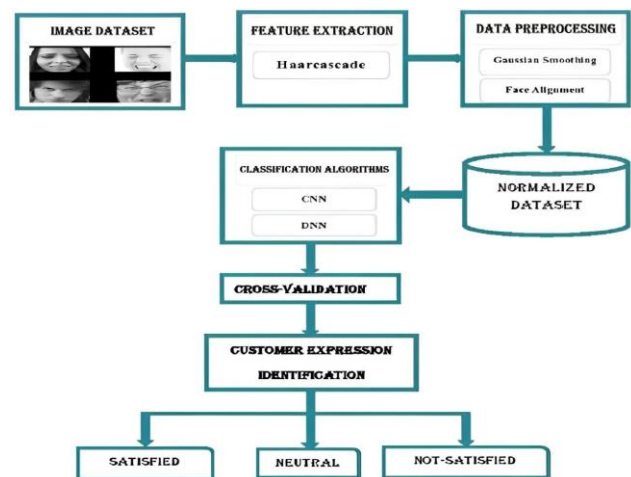 IMAGE DATASET
FEATURE EXTRACTION
Haarcascade
DATA PREPROCESSING
Gaussian Smoothing
Face Alignment
NORMALIZED
DATASET
CLASSIFICATION ALGORITHMS
CNN
DNN
CROSS-VALIDATION
CUSTOMER EXPRESSION
IDENTIFICATION
SATISFIED
NEUTRAL
NOT-SATISFIED